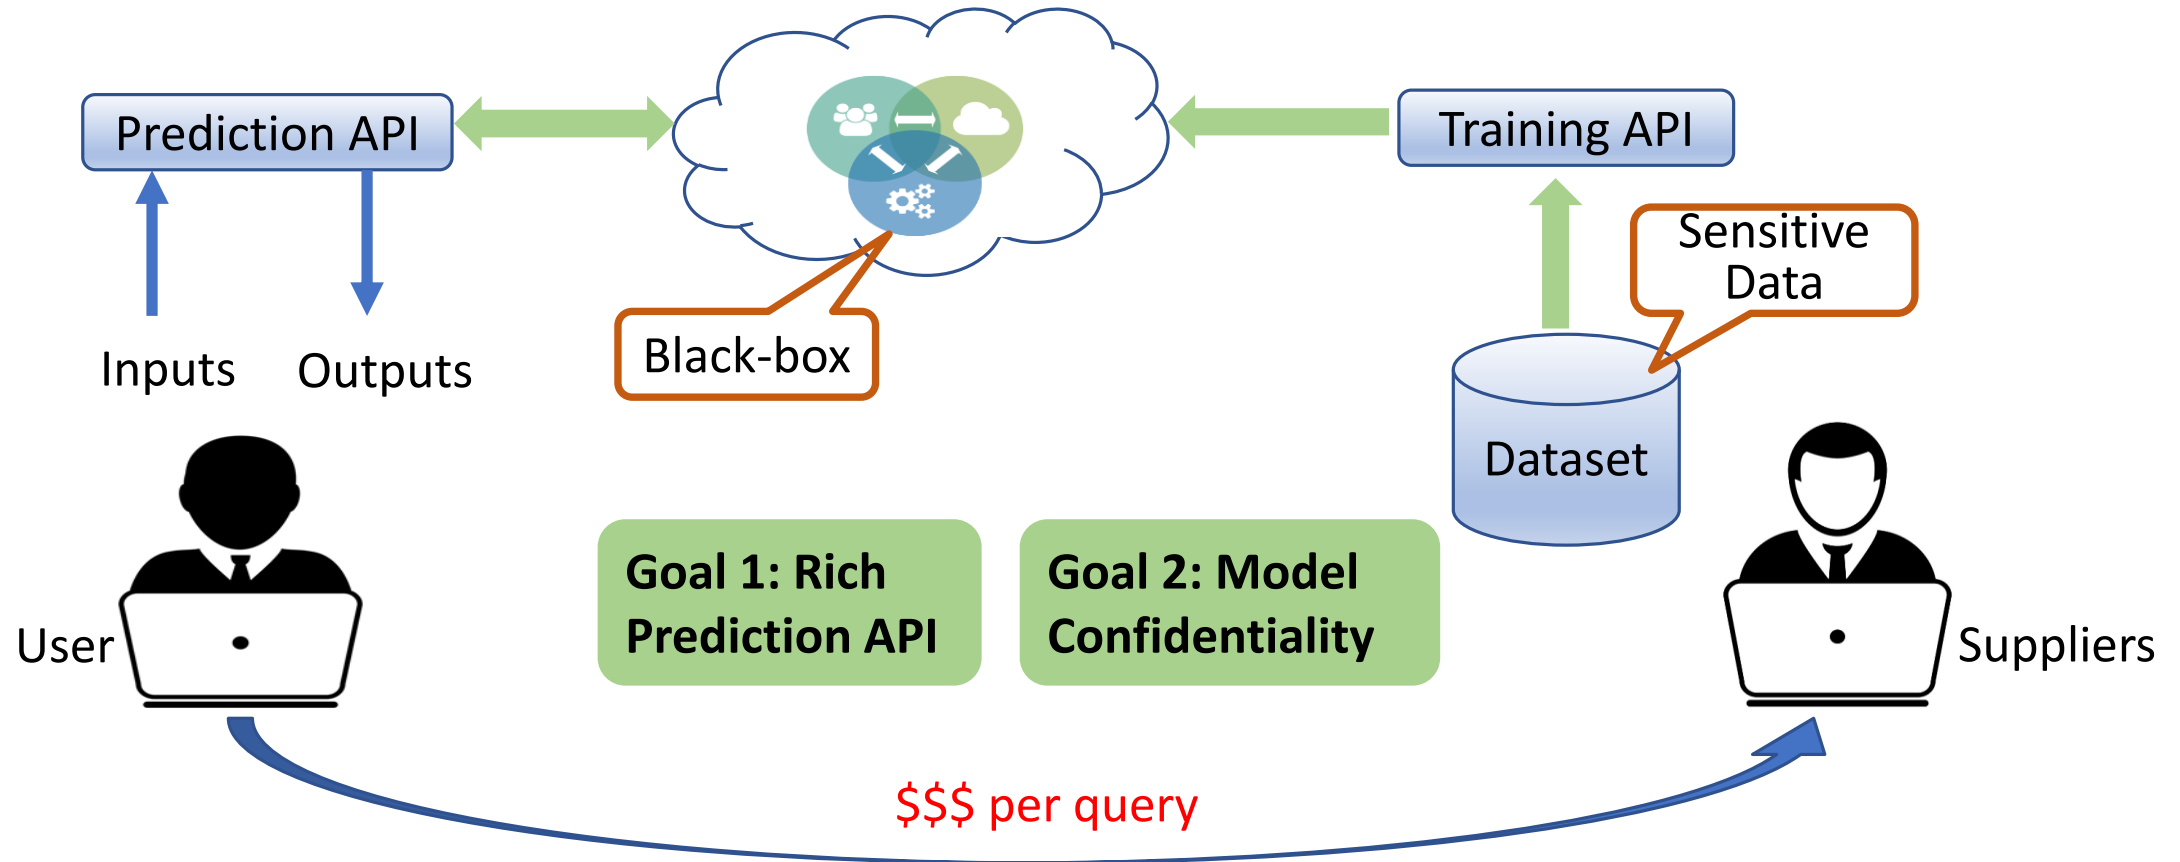 Prediction API
Training API
Sensitive
Data
Black-box
Inputs
Outputs
Dataset
Goal 1: Rich
Prediction API
Goal 2: Model
Confidentiality
User
Suppliers
$$$ per query